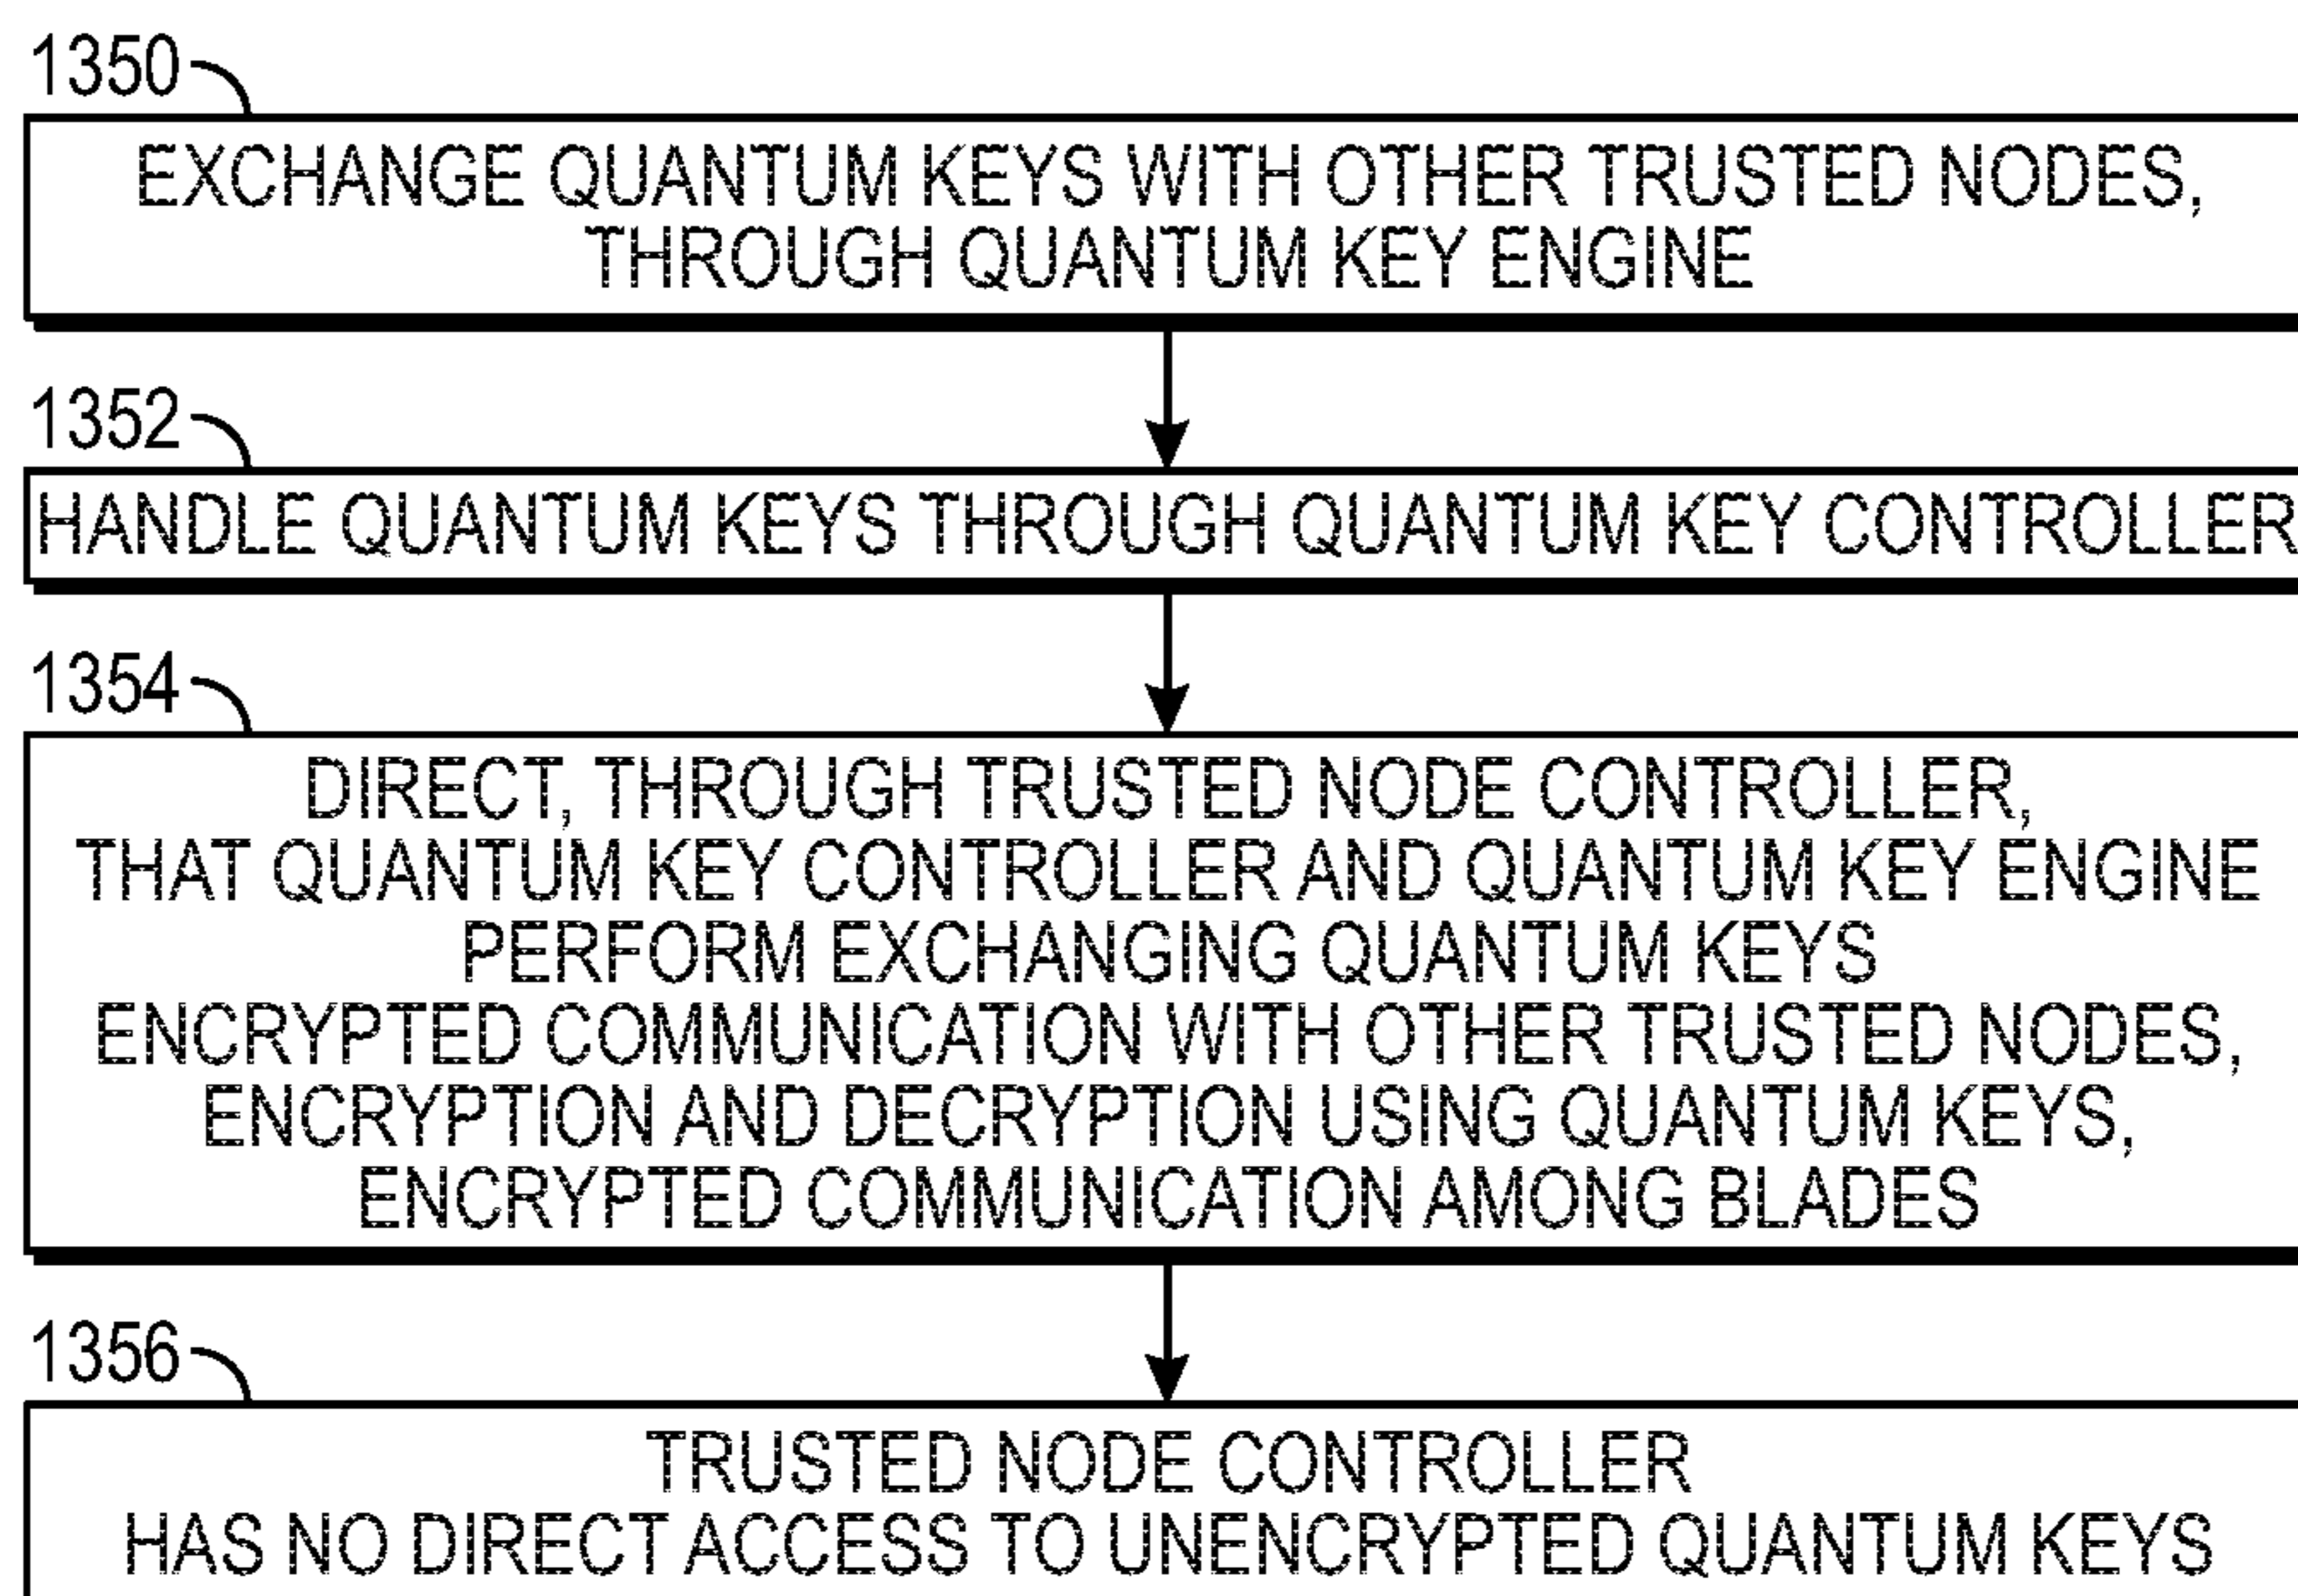 1350
EXCHANGE QUANTUM KEYS WITH OTHER TRUSTED NODES,
THROUGH QUANTUM KEY ENGINE
1352
HANDLE QUANTUM KEYS THROUGH QUANTUM KEY CONTROLLER
1354
DIRECT, THROUGH TRUSTED NODE CONTROLLER,
THAT QUANTUM KEY CONTROLLER AND QUANTUM KEY ENGINE
PERFORM EXCHANGING QUANTUM KEYS
ENCRYPTED COMMUNICATION WITH OTHER TRUSTED NODES,
ENCRYPTION AND DECRYPTION USING QUANTUM KEYS,
ENCRYPTED COMMUNICATION AMONG BLADES
1356
TRUSTED NODE CONTROLLER
HAS NO DIRECT ACCESS TO UNENCRYPTED QUANTUM KEYS